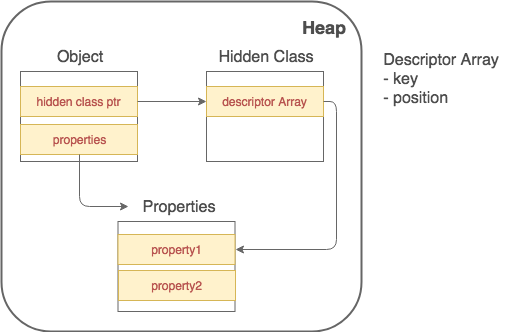 Heap
Object
Hidden Class
hidden class ptr
descriptor Array
properties
Properties
property1
property2
Descriptor Array
- key
- position